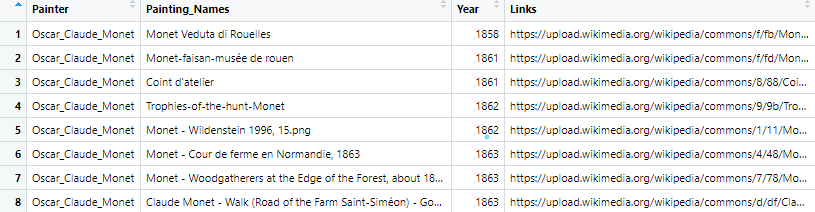 Painter Painting_Names Year Links
1 Oscar_Claude_Monet Monet Veduta di Rouelles 1858 https://upload.wikimedia.org/wikipedia/commons/f/fb/Mon...
2 Oscar_Claude_Monet Monet-faisan-musée de rouen 1861 https://upload.wikimedia.org/wikipedia/commons/f/fd/Mon...
3 Oscar_Claude_Monet Coint d'atelier 1861 https://upload.wikimedia.org/wikipedia/commons/8/88/Coi...
4 Oscar_Claude_Monet Trophies-of-the-hunt-Monet 1862 https://upload.wikimedia.org/wikipedia/commons/9/9b/Tro...
5 Oscar_Claude_Monet Monet - Wildenstein 1996, 15.png 1862 https://upload.wikimedia.org/wikipedia/commons/1/11/Mo...
6 Oscar_Claude_Monet Monet - Cour de ferme en Normandie, 1863 1863 https://upload.wikimedia.org/wikipedia/commons/4/48/Mo...
7 Oscar_Claude_Monet Monet - Woodgatherers at the Edge of the Forest, about 18... 1863 https://upload.wikimedia.org/wikipedia/commons/7/78/Mo...
8 Oscar_Claude_Monet Claude Monet - Walk (Road of the Farm Saint-Siméon) - Go... 1863 https://upload.wikimedia.org/wikipedia/commons/d/df/Cla...